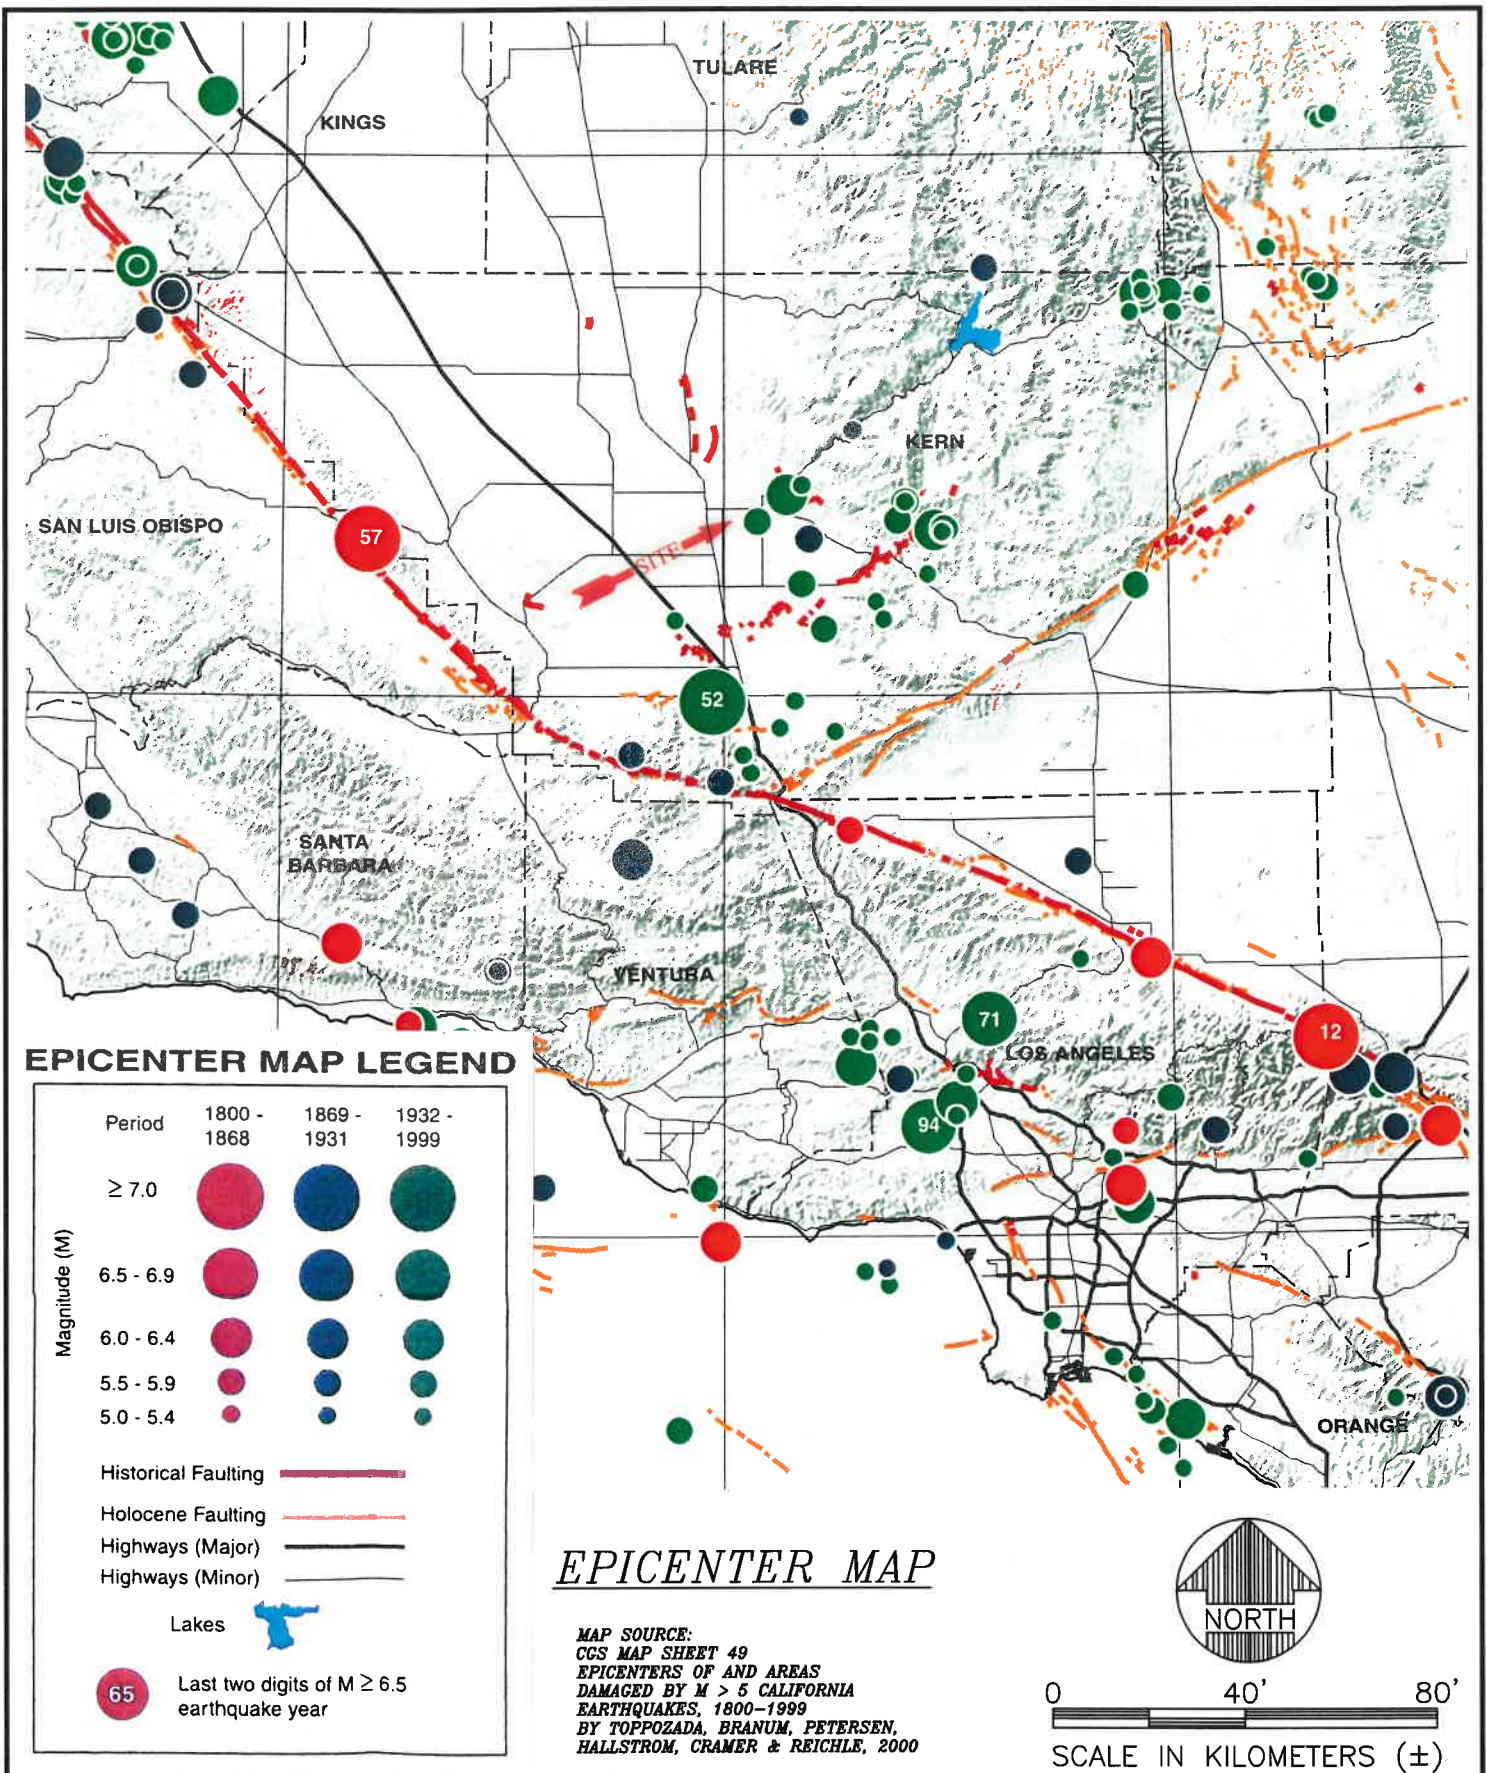 TULARE
KINGS
KERN
SAN LUIS OBISPO
57
SITE
52
SANTA
BARBARA
VENTURA
71
12
LOS ANGELES
94
ORANGE
EPICENTER MAP LEGEND
Period
1800 -
1868
1869 -
1931
1932 -
1999
Magnitude (M)
≥ 7.0
6.5 - 6.9
6.0 - 6.4
5.5 - 5.9
5.0 - 5.4
Historical Faulting
Holocene Faulting
Highways (Major)
Highways (Minor)
Lakes
65
Last two digits of M ≥ 6.5
earthquake year
EPICENTER MAP
MAP SOURCE:
CGS MAP SHEET 49
EPICENTERS OF AND AREAS
DAMAGED BY M > 5 CALIFORNIA
EARTHQUAKES, 1800-1999
BY TOPPOZADA, BRANUM, PETERSEN,
HALLSTROM, CRAMER & REICHLE, 2000
NORTH
0 40' 80'
SCALE IN KILOMETERS (±)